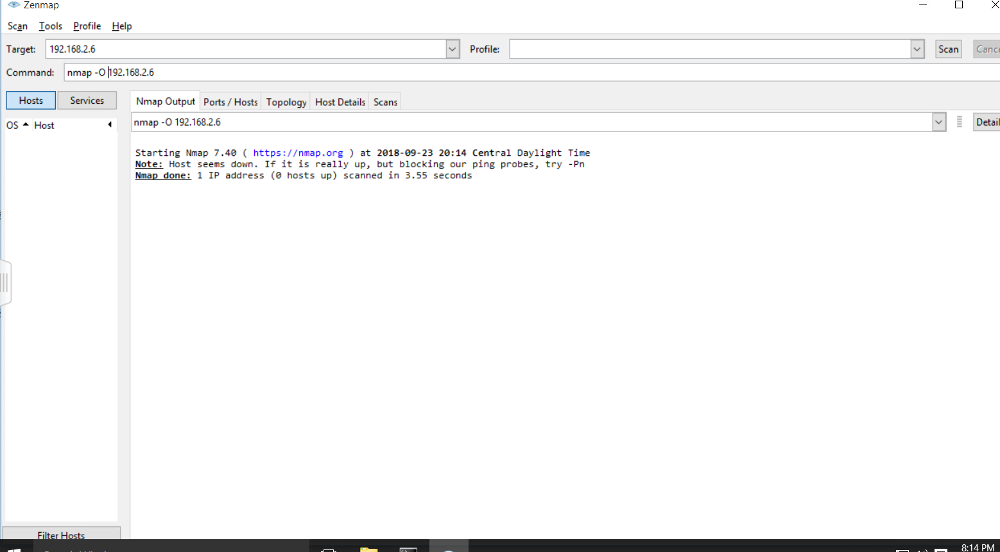 Zenmap
Scan Tools Profile Help
Target: 192.168.2.6 Profile: Scan Cance
Command: nmap -O 192.168.2.6
Hosts Services
Nmap Output Ports / Hosts Topology Host Details Scans
OS Host
nmap -O 192.168.2.6 Detail
Starting Nmap 7.40 ( https://nmap.org ) at 2018-09-23 20:14 Central Daylight Time
Note: Host seems down. If it is really up, but blocking our ping probes, try -Pn
Nmap done: 1 IP address (0 hosts up) scanned in 3.55 seconds
Filter Hosts
8:14 PM